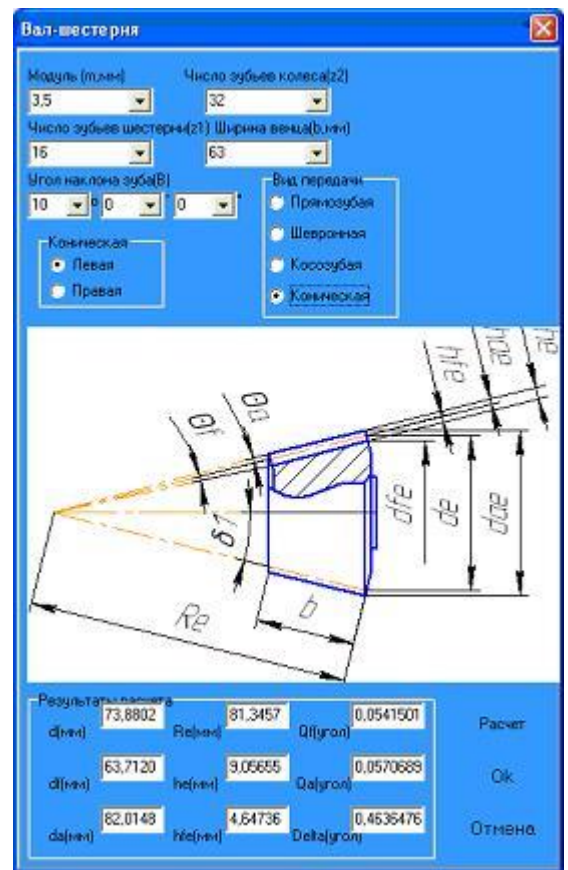 Вал-шестерня
Модуль (m,мм) Число зубьев колеса(z2)
3,5 32
Число зубьев шестерни(z1) Ширина венца(b,мм)
16 63
Угол наклона зуба(B) Вид передачи
10 ° 0 ' 0 "
Прямозубая
Шевронная
Коническая
Левая Косозубая
Правая Коническая
Θf Θa
δ1 dfe de dae
Re b
Результаты расчета
73,8802 81,3457 0,0541501
d(мм) Re(мм) Qf(угол) Расчет
63,7120 9,05655 0,0570689
df(мм) he(мм) Qa(угол) Ok
82,0148 4,64736 0,4636476
da(мм) hfe(мм) Delta(угол) Отмена